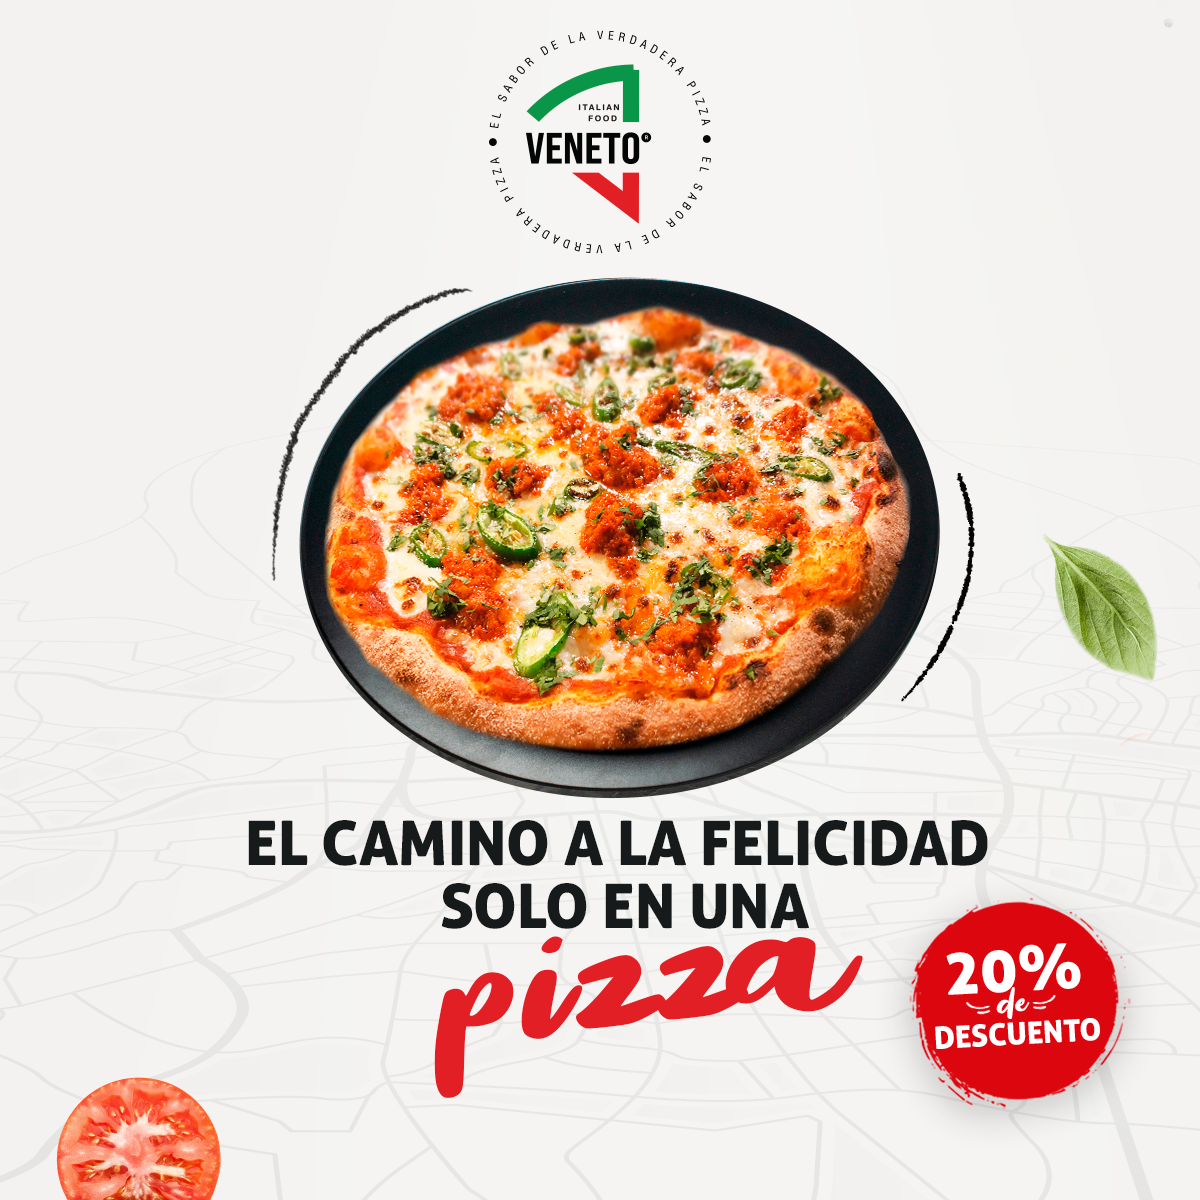 EL SABOR DE LA VERDADERA PIZZA • EL SABOR DE LA VERDADERA PIZZA •
ITALIAN
FOOD
VENETO®
EL CAMINO A LA FELICIDAD
SOLO EN UNA
pizza
20%
de
DESCUENTO